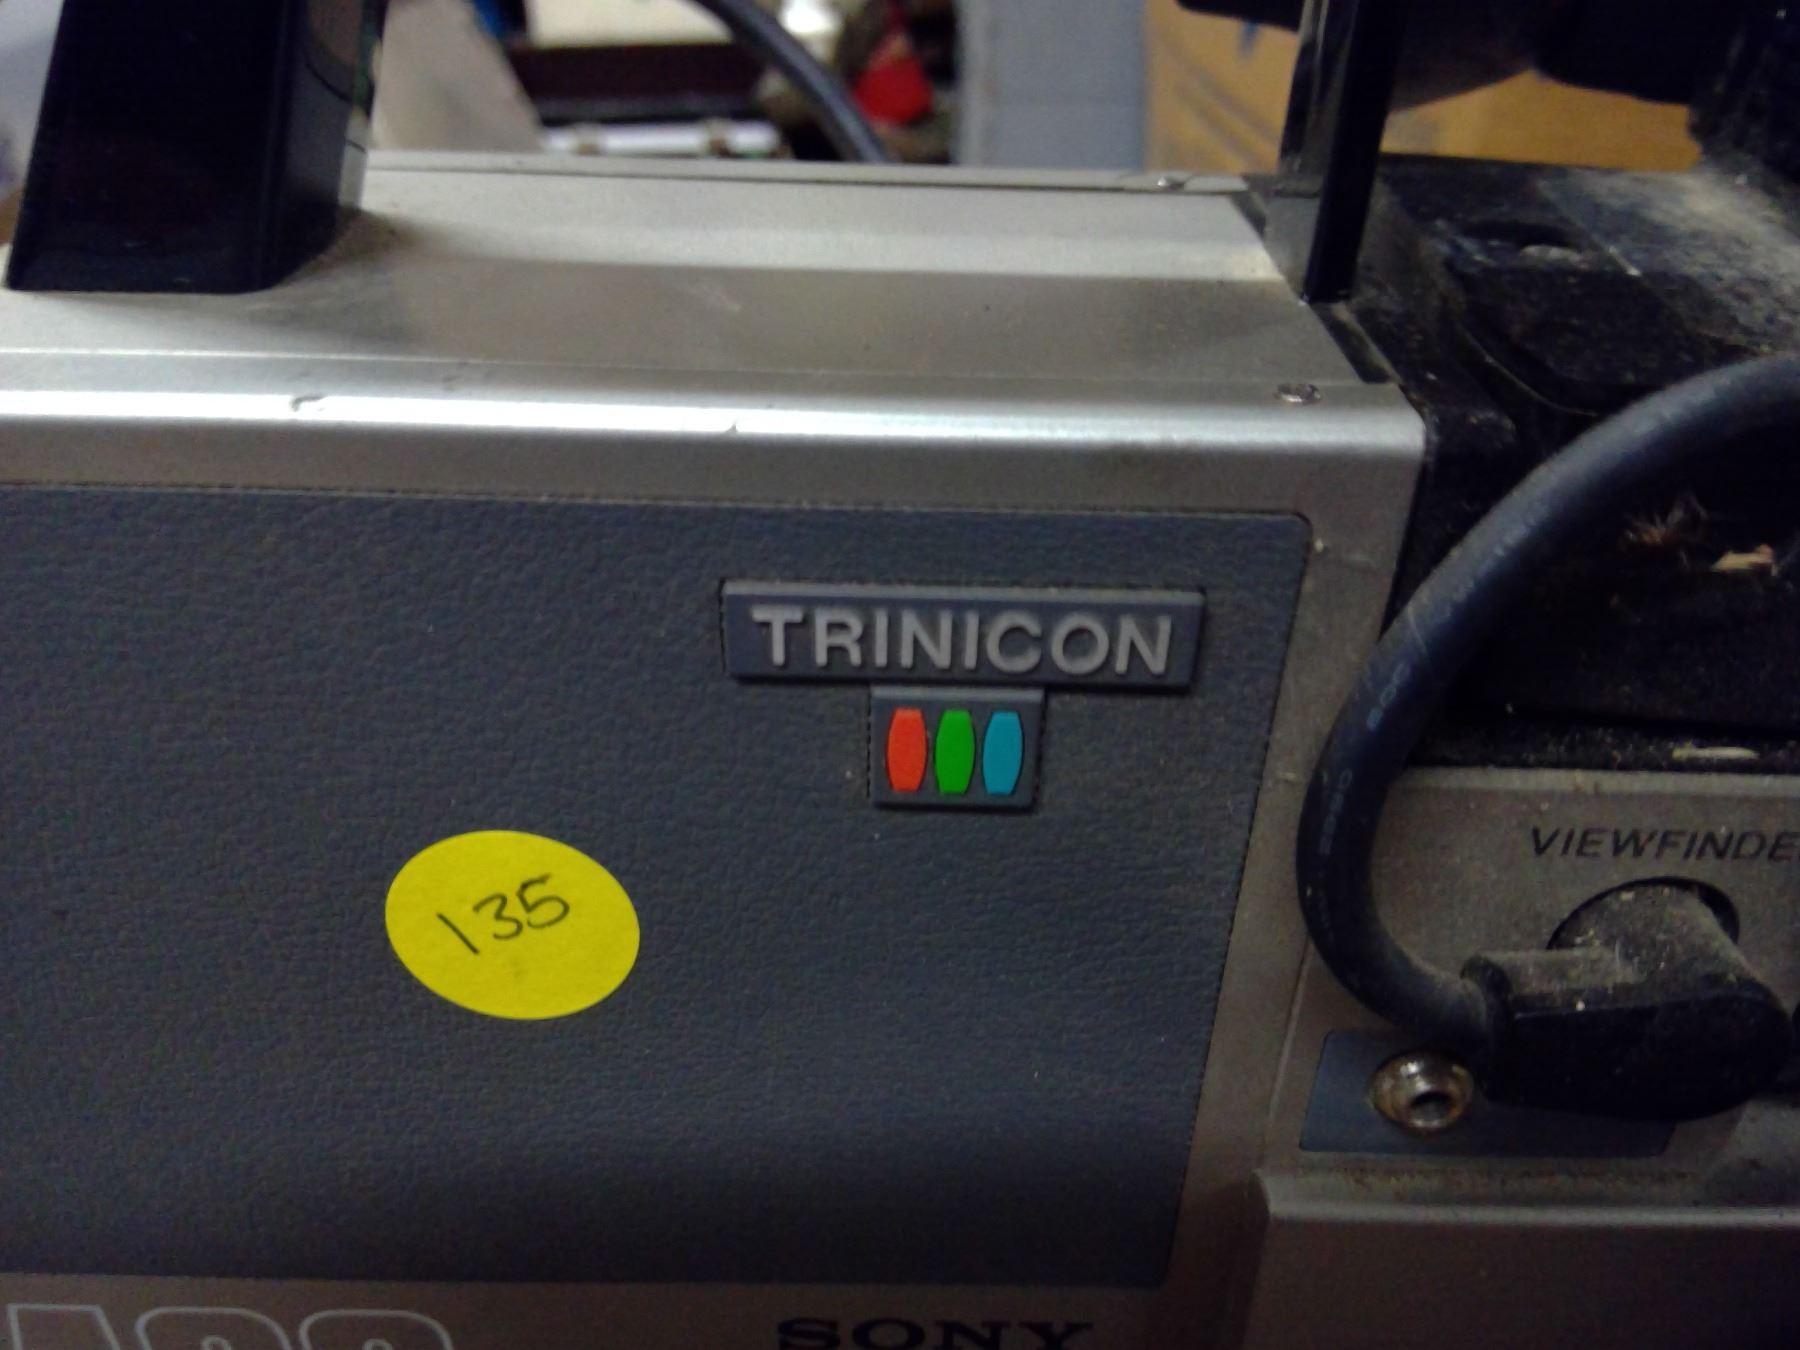 TRINICON
VIEWFINDE
135
SONY